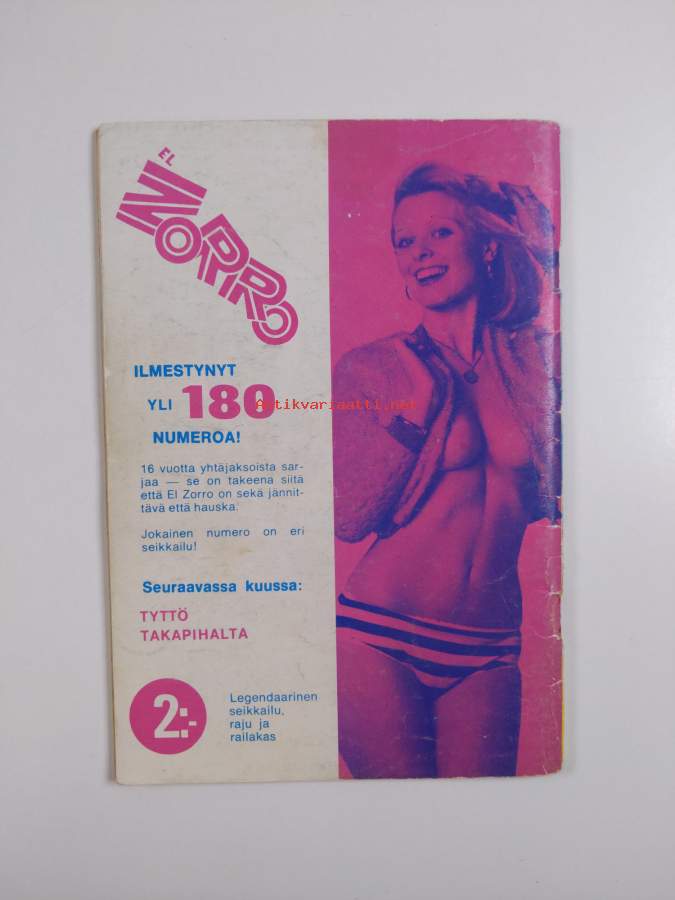 EL
ZORRO
ILMESTYNYT
YLI 180
NUMEROA!
Antikvariaatti.net
16 vuotta yhtäjaksoista sar-
jaa — se on takeena siitä
että El Zorro on sekä jännit-
tävä että hauska.
Jokainen numero on eri
seikkailu!
Seuraavassa kuussa:
TYTTÖ
TAKAPIHALTA
2:-
Legendaarinen
seikkailu,
raju ja
railakas